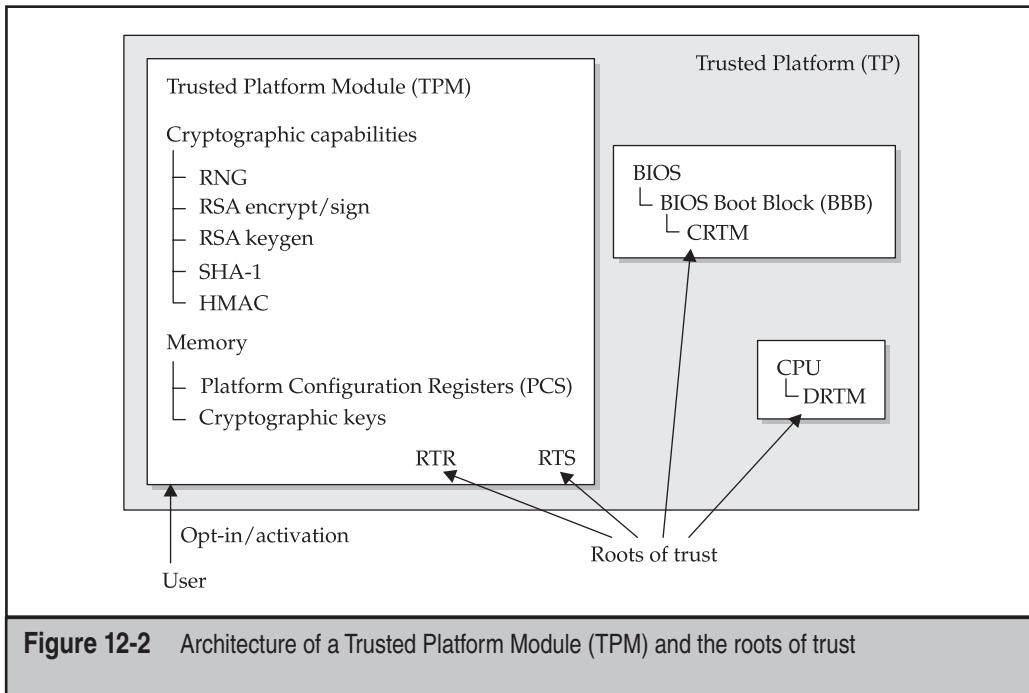 Trusted Platform (TP)
Trusted Platform Module (TPM)
Cryptographic capabilities
RNG
RSA encrypt/sign
RSA keygen
SHA-1
HMAC
Memory
Platform Configuration Registers (PCS)
Cryptographic keys
RTR
RTS
BIOS
BIOS Boot Block (BBB)
CRTM
CPU
DRTM
Opt-in/activation
User
Roots of trust
Figure 12-2 Architecture of a Trusted Platform Module (TPM) and the roots of trust